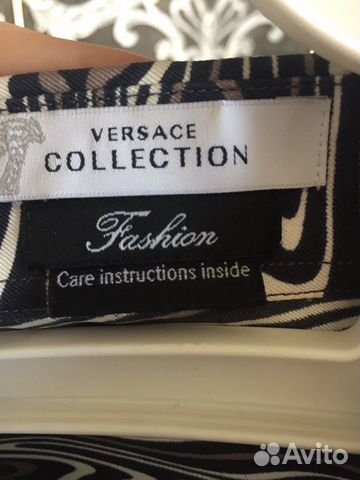 VERSACE
COLLECTION
Fashion
Care instructions inside
Avito